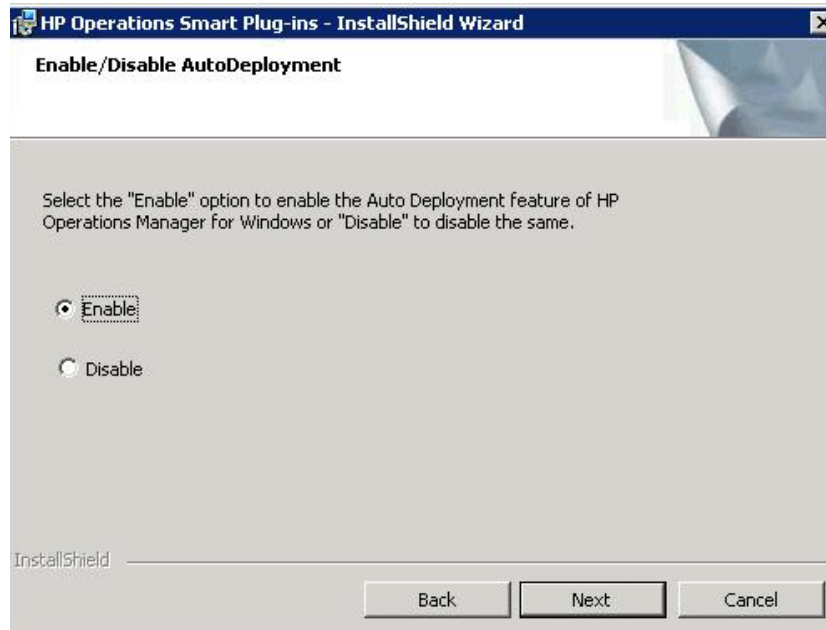 HP Operations Smart Plug-ins - InstallShield Wizard
Enable/Disable AutoDeployment
Select the "Enable" option to enable the Auto Deployment feature of HP
Operations Manager for Windows or "Disable" to disable the same.
Enable
Disable
InstallShield
Back Next Cancel